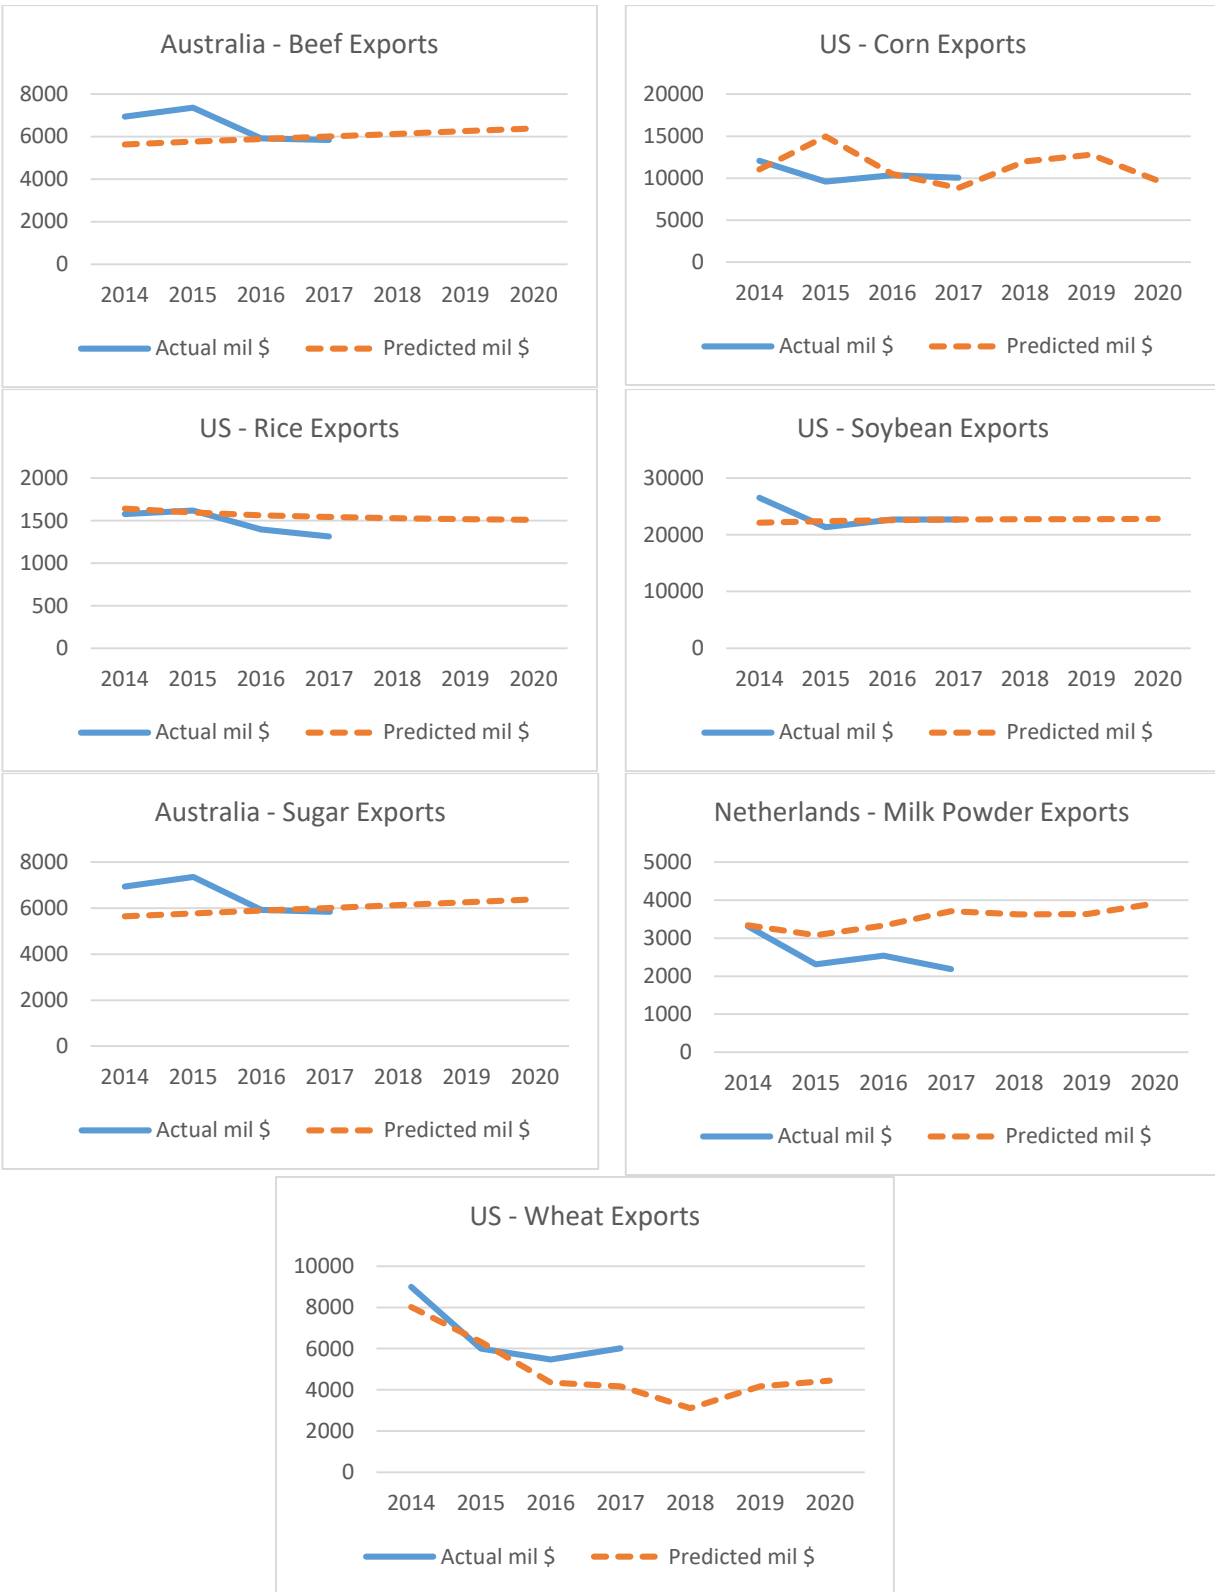 Australia - Beef Exports
8000
6000
4000
2000
0
2014 2015 2016 2017 2018 2019 2020
Actual mil $ Predicted mil $
US - Corn Exports
20000
15000
10000
5000
0
2014 2015 2016 2017 2018 2019 2020
Actual mil $ Predicted mil $
US - Rice Exports
2000
1500
1000
500
0
2014 2015 2016 2017 2018 2019 2020
Actual mil $ Predicted mil $
US - Soybean Exports
30000
20000
10000
0
2014 2015 2016 2017 2018 2019 2020
Actual mil $ Predicted mil $
Australia - Sugar Exports
8000
6000
4000
2000
0
2014 2015 2016 2017 2018 2019 2020
Actual mil $ Predicted mil $
Netherlands - Milk Powder Exports
5000
4000
3000
2000
1000
0
2014 2015 2016 2017 2018 2019 2020
Actual mil $ Predicted mil $
US - Wheat Exports
10000
8000
6000
4000
2000
0
2014 2015 2016 2017 2018 2019 2020
Actual mil $ Predicted mil $